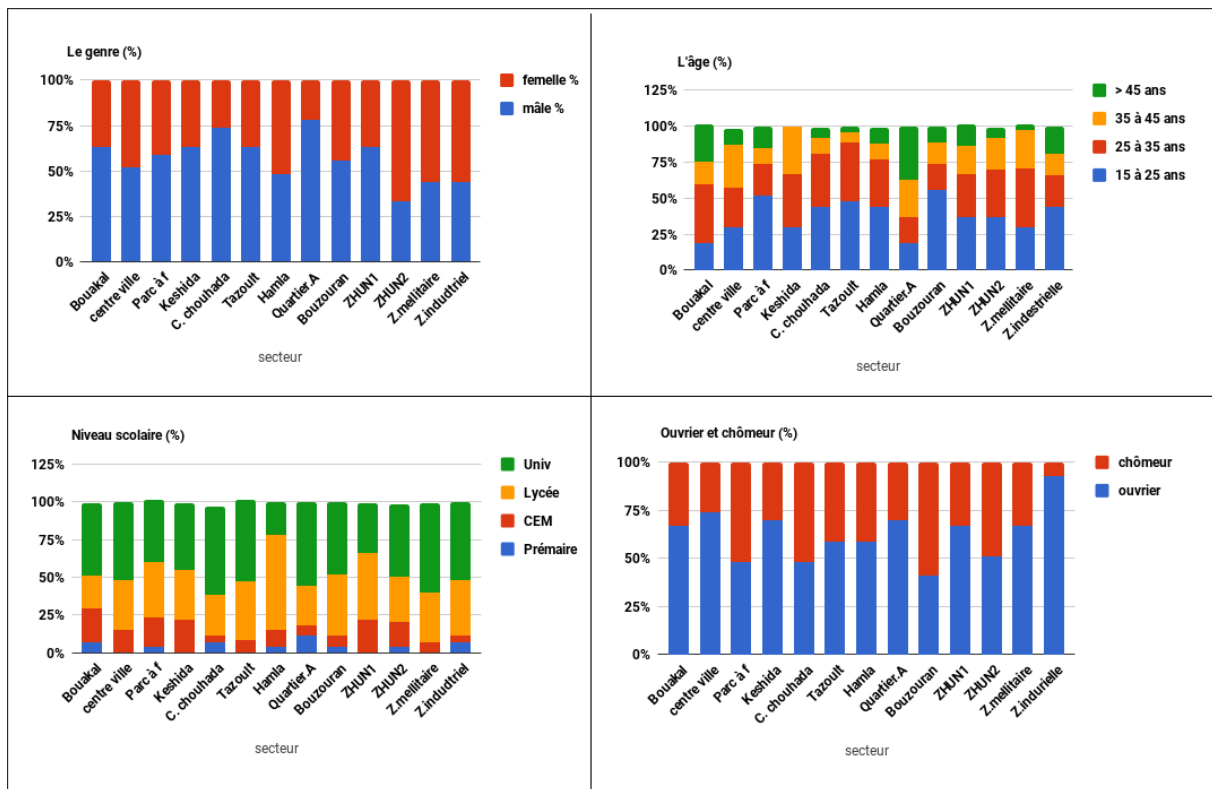 Le genre (%)
100%
75%
50%
25%
0%
femelle %
mâle %
Bouakal
centre ville
Parc à f
Keshida
C. chouhada
Tazoult
Hamla
Quartier.A
Bouzouran
ZHUN1
ZHUN2
Z.mellitaire
Z.indudtriel
secteur
L'âge (%)
125%
100%
75%
50%
25%
0%
> 45 ans
35 à 45 ans
25 à 35 ans
15 à 25 ans
Bouakal
centre ville
Parc à f
Keshida
C. chouhada
Tazoult
Hamla
Quartier.A
Bouzouran
ZHUN1
ZHUN2
Z.mellitaire
Z.indestrielle
secteur
Niveau scolaire (%)
125%
100%
75%
50%
25%
0%
Univ
Lycée
CEM
Prémaire
Bouakal
centre ville
Parc à f
Keshida
C. chouhada
Tazoult
Hamla
Quartier.A
Bouzouran
ZHUN1
ZHUN2
Z.mellitaire
Z.indudtriel
secteur
Ouvrier et chômeur (%)
100%
75%
50%
25%
0%
chômeur
ouvrier
Bouakal
centre ville
Parc à f
Keshida
C. chouhada
Tazoult
Hamla
Quartier.A
Bouzouran
ZHUN1
ZHUN2
Z.mellitaire
Z.indurielle
secteur